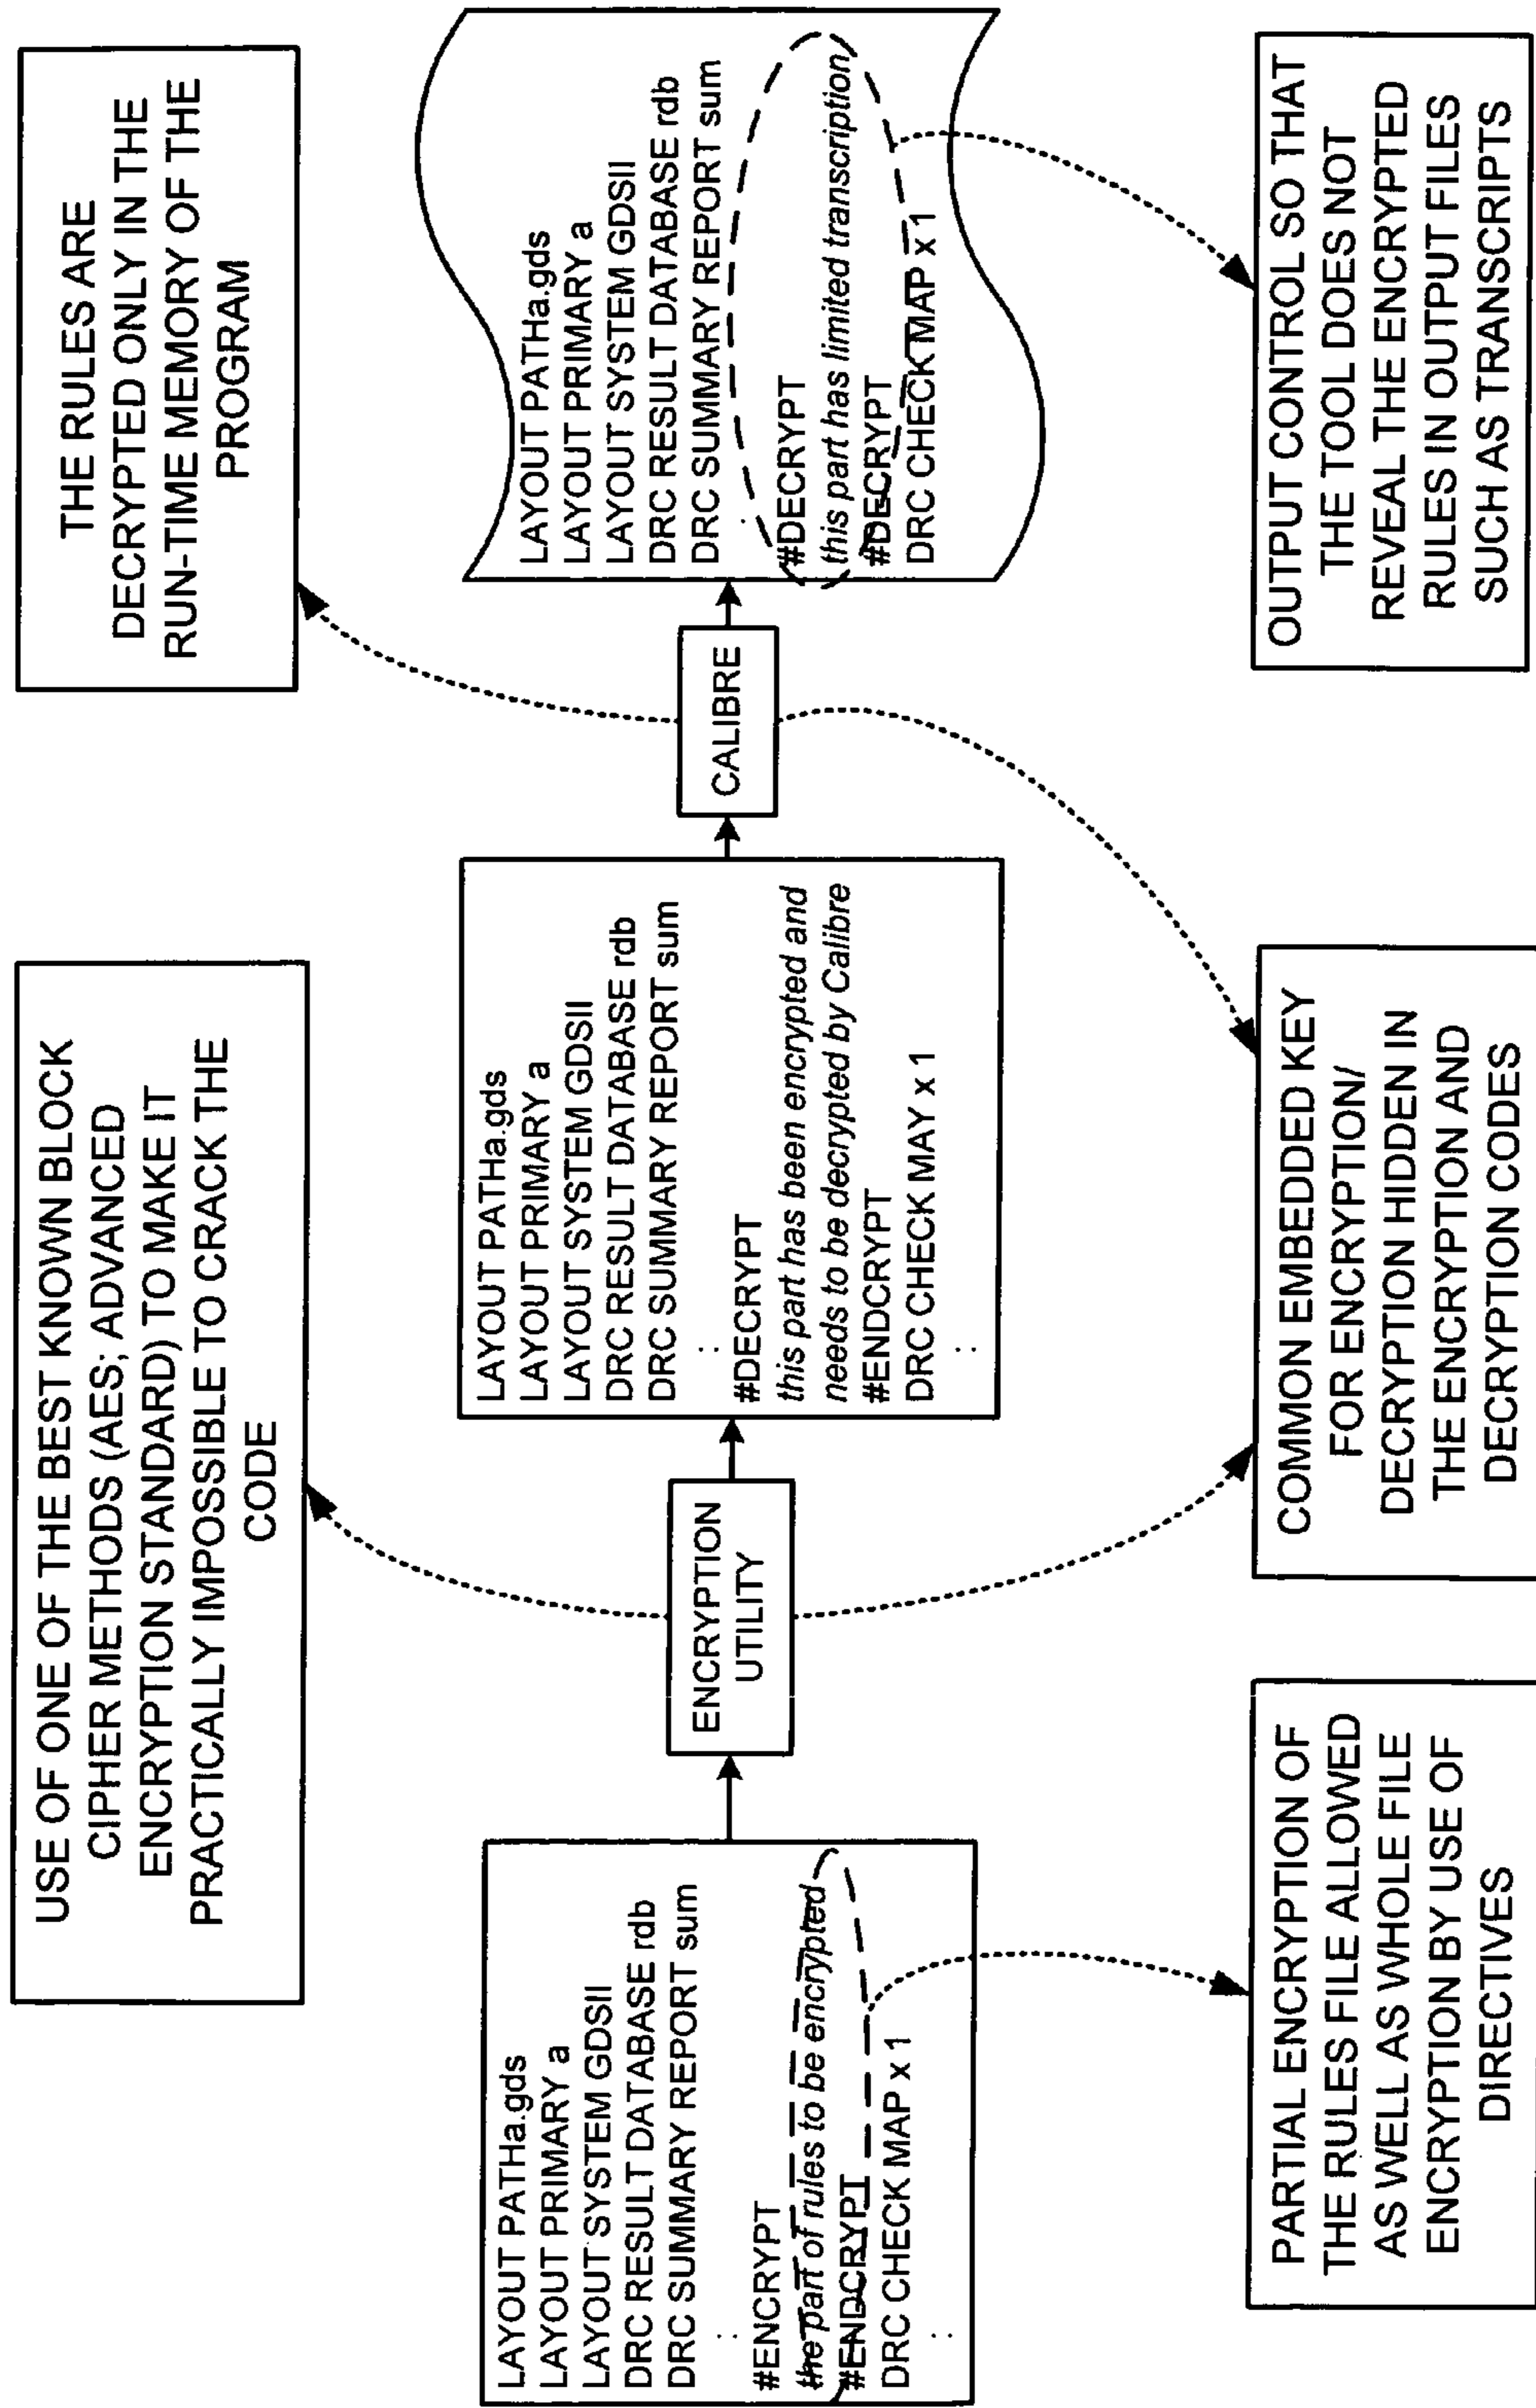 USE OF ONE OF THE BEST KNOWN BLOCK
CIPHER METHODS (AES; ADVANCED
ENCRYPTION STANDARD) TO MAKE IT
PRACTICALLY IMPOSSIBLE TO CRACK THE
CODE
THE RULES ARE
DECRYPTED ONLY IN THE
RUN-TIME MEMORY OF THE
PROGRAM
LAYOUT PATHa.gds
LAYOUT PRIMARY a
LAYOUT SYSTEM GDSII
DRC RESULT DATABASE rdb
DRC SUMMARY REPORT sum
:
#ENCRYPT
the part of rules to be encrypted
#ENDCRYPT
DRC CHECK MAP x 1
:
ENCRYPTION
UTILITY
LAYOUT PATHa.gds
LAYOUT PRIMARY a
LAYOUT SYSTEM GDSII
DRC RESULT DATABASE rdb
DRC SUMMARY REPORT sum
:
#DECRYPT
this part has been encrypted and
needs to be decrypted by Calibre
#ENDCRYPT
DRC CHECK MAY x 1
:
CALIBRE
LAYOUT PATHa.gds
LAYOUT PRIMARY a
LAYOUT SYSTEM GDSII
DRC RESULT DATABASE rdb
DRC SUMMARY REPORT sum
:
#DECRYPT
this part has limited transcription
#DECRYPT
DRC CHECK MAP x 1
PARTIAL ENCRYPTION OF
THE RULES FILE ALLOWED
AS WELL AS WHOLE FILE
ENCRYPTION BY USE OF
DIRECTIVES
COMMON EMBEDDED KEY
FOR ENCRYPTION/
DECRYPTION HIDDEN IN
THE ENCRYPTION AND
DECRYPTION CODES
OUTPUT CONTROL SO THAT
THE TOOL DOES NOT
REVEAL THE ENCRYPTED
RULES IN OUTPUT FILES
SUCH AS TRANSCRIPTS